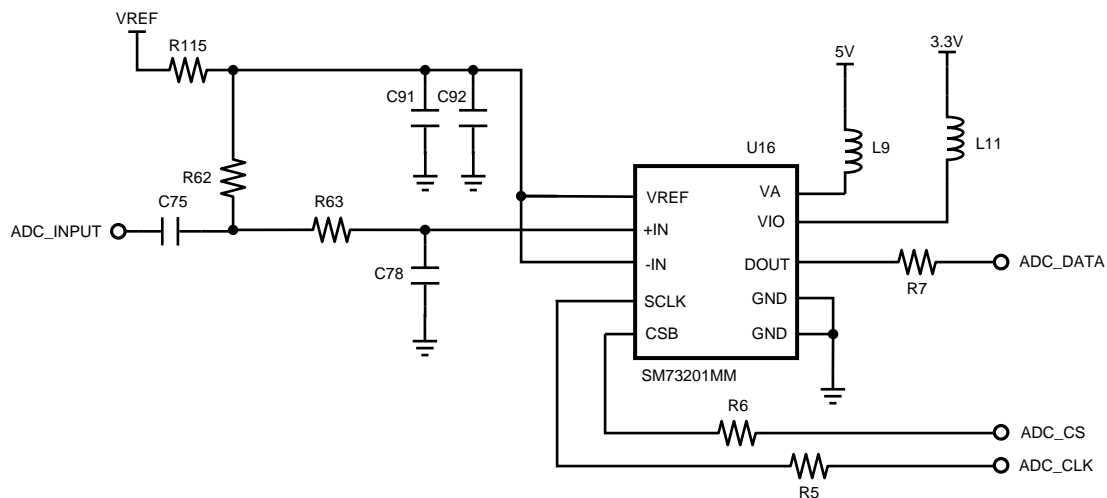 VREF
R115
5V
3.3V
C91
C92
L9
L11
U16
R62
C75
R63
ADC_INPUT
C78
VREF
+IN
-IN
SCLK
CSB
VA
VIO
DOUT
GND
GND
SM73201MM
R7
ADC_DATA
R6
ADC_CS
R5
ADC_CLK